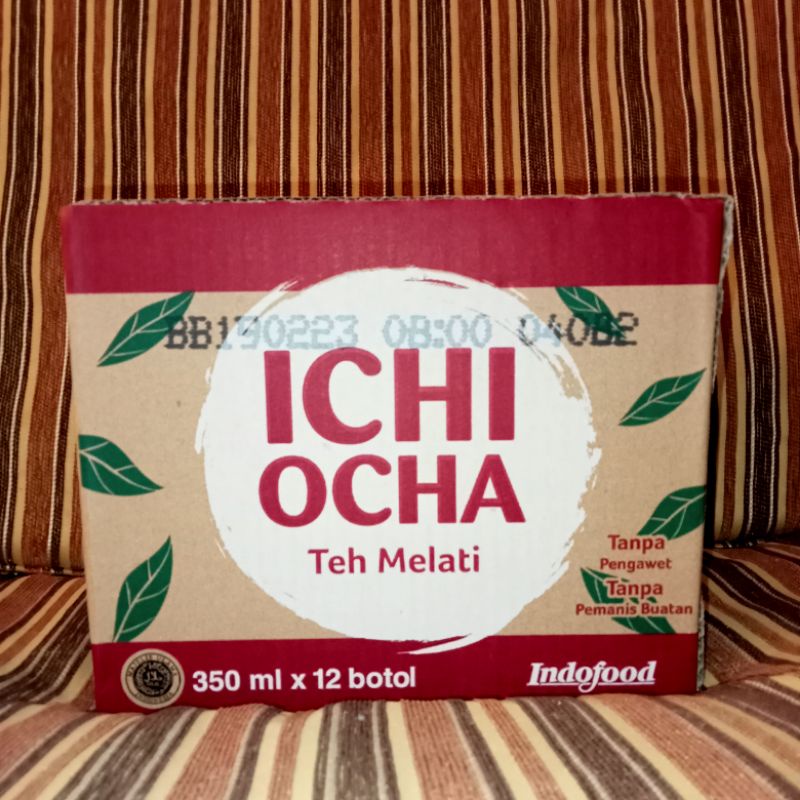 BB190223 08:00 040B2
ICHI
OCHA
Teh Melati
Tanpa
Pengawet
Tanpa
Pemanis Buatan
350 ml x 12 botol
Indofood